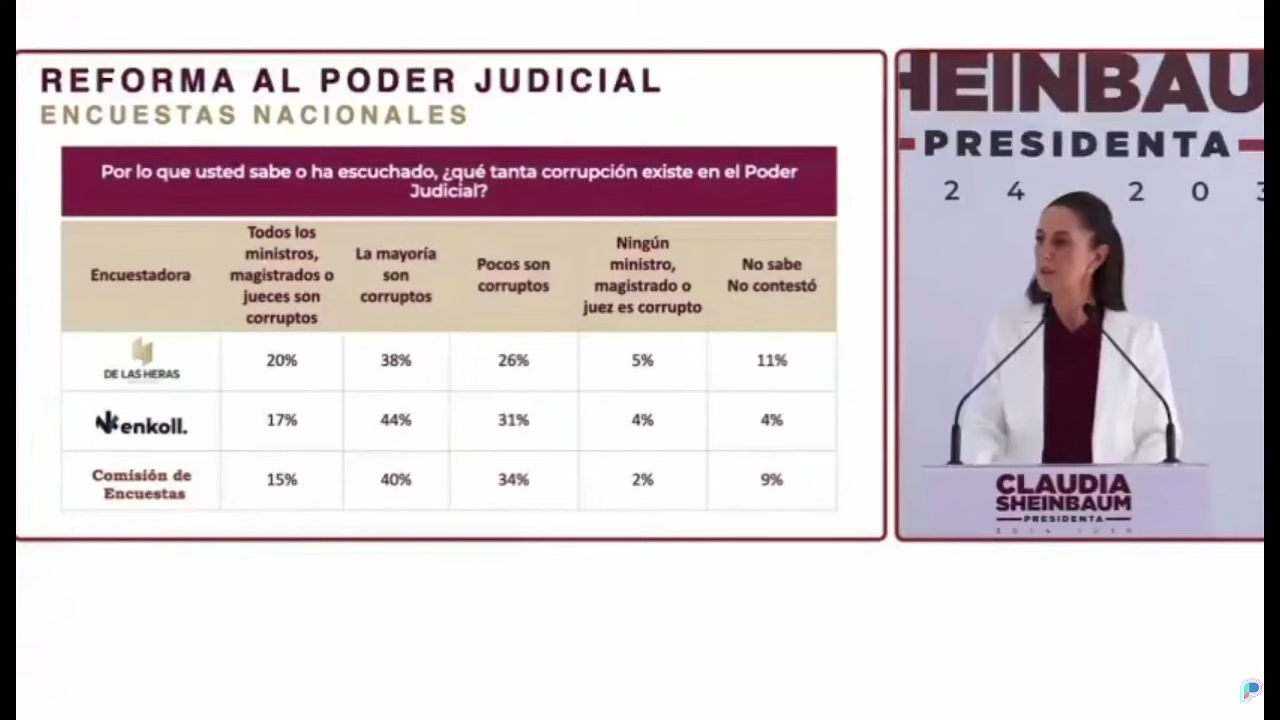 REFORMA AL PODER JUDICIAL
ENCUESTAS NACIONALES
Por lo que usted sabe o ha escuchado, ¿qué tanta corrupción existe en el Poder
Judicial?
Encuestadora
Todos los
ministros,
magistrados o
jueces son
corruptos
La mayoría
son
corruptos
Pocos son
corruptos
Ningún
ministro,
magistrado o
juez es corrupto
No sabe
No contestó
DE LAS HERAS
20%
38%
26%
5%
11%
enkoll.
17%
44%
31%
4%
4%
Comisión de
Encuestas
15%
40%
34%
2%
9%
HEINBAU
PRESIDENTA
2 4 2 0 3
CLAUDIA
SHEINBAUM
PRESIDENTA